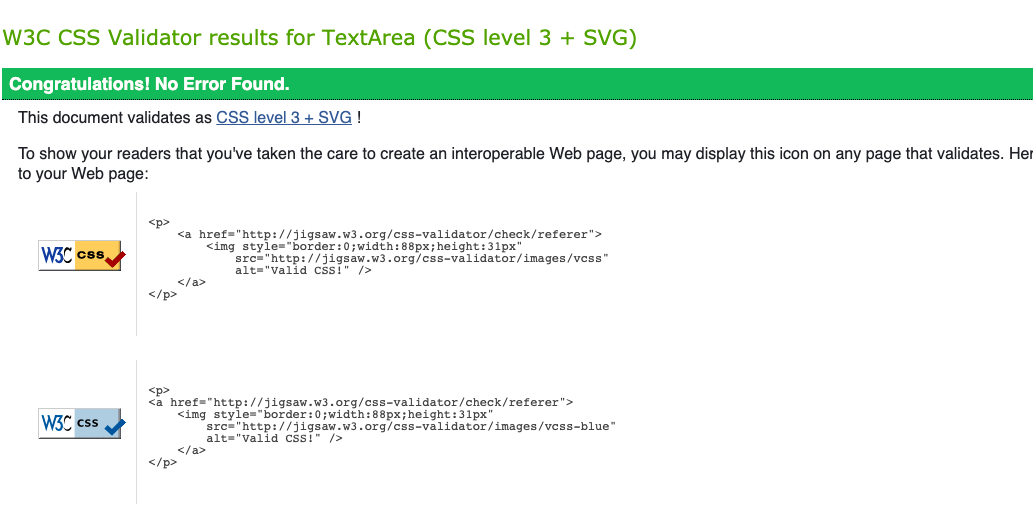 W3C CSS Validator results for TextArea (CSS level 3 + SVG)
Congratulations! No Error Found.
This document validates as CSS level 3 + SVG !
To show your readers that you've taken the care to create an interoperable Web page, you may display this icon on any page that validates. Her
to your Web page:
W3C css
<p>
<a href="http://jigsaw.w3.org/css-validator/check/referer">
<img style="border:0;width:88px;height:31px"
src="http://jigsaw.w3.org/css-validator/images/vcss"
alt="Valid CSS!" />
</a>
</p>
W3C css
<p>
<a href="http://jigsaw.w3.org/css-validator/check/referer">
<img style="border:0;width:88px;height:31px"
src="http://jigsaw.w3.org/css-validator/images/vcss-blue"
alt="Valid CSS!" />
</a>
</p>